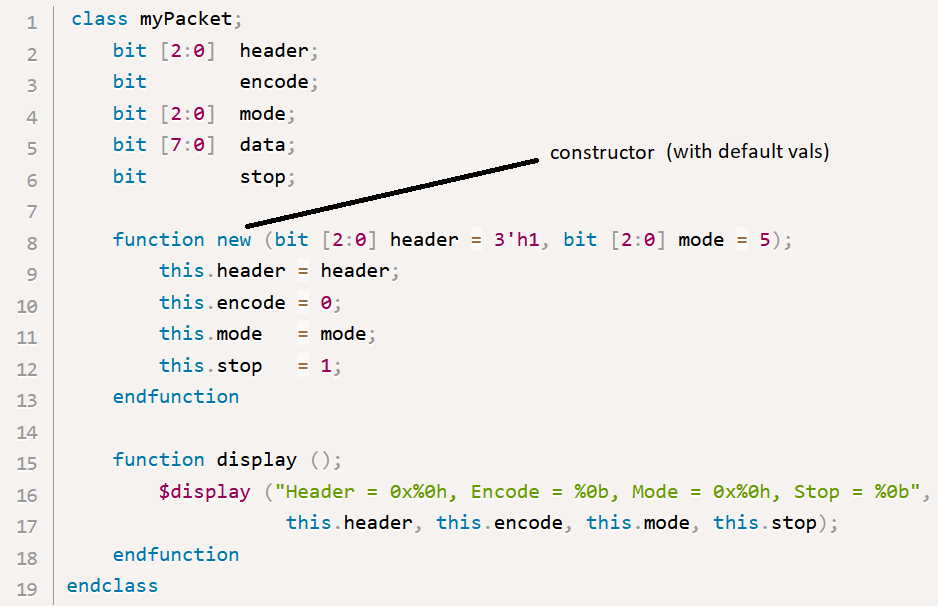 1 class myPacket;
2 bit [2:0] header;
3 bit encode;
4 bit [2:0] mode;
5 bit [7:0] data;
constructor (with default vals)
6 bit stop;
7
8 function new (bit [2:0] header = 3'h1, bit [2:0] mode = 5);
9 this.header = header;
10 this.encode = 0;
11 this.mode = mode;
12 this.stop = 1;
13 endfunction
14
15 function display ();
16 $display ("Header = 0x%0h, Encode = %0b, Mode = 0x%0h, Stop = %0b",
17 this.header, this.encode, this.mode, this.stop);
18 endfunction
19 endclass